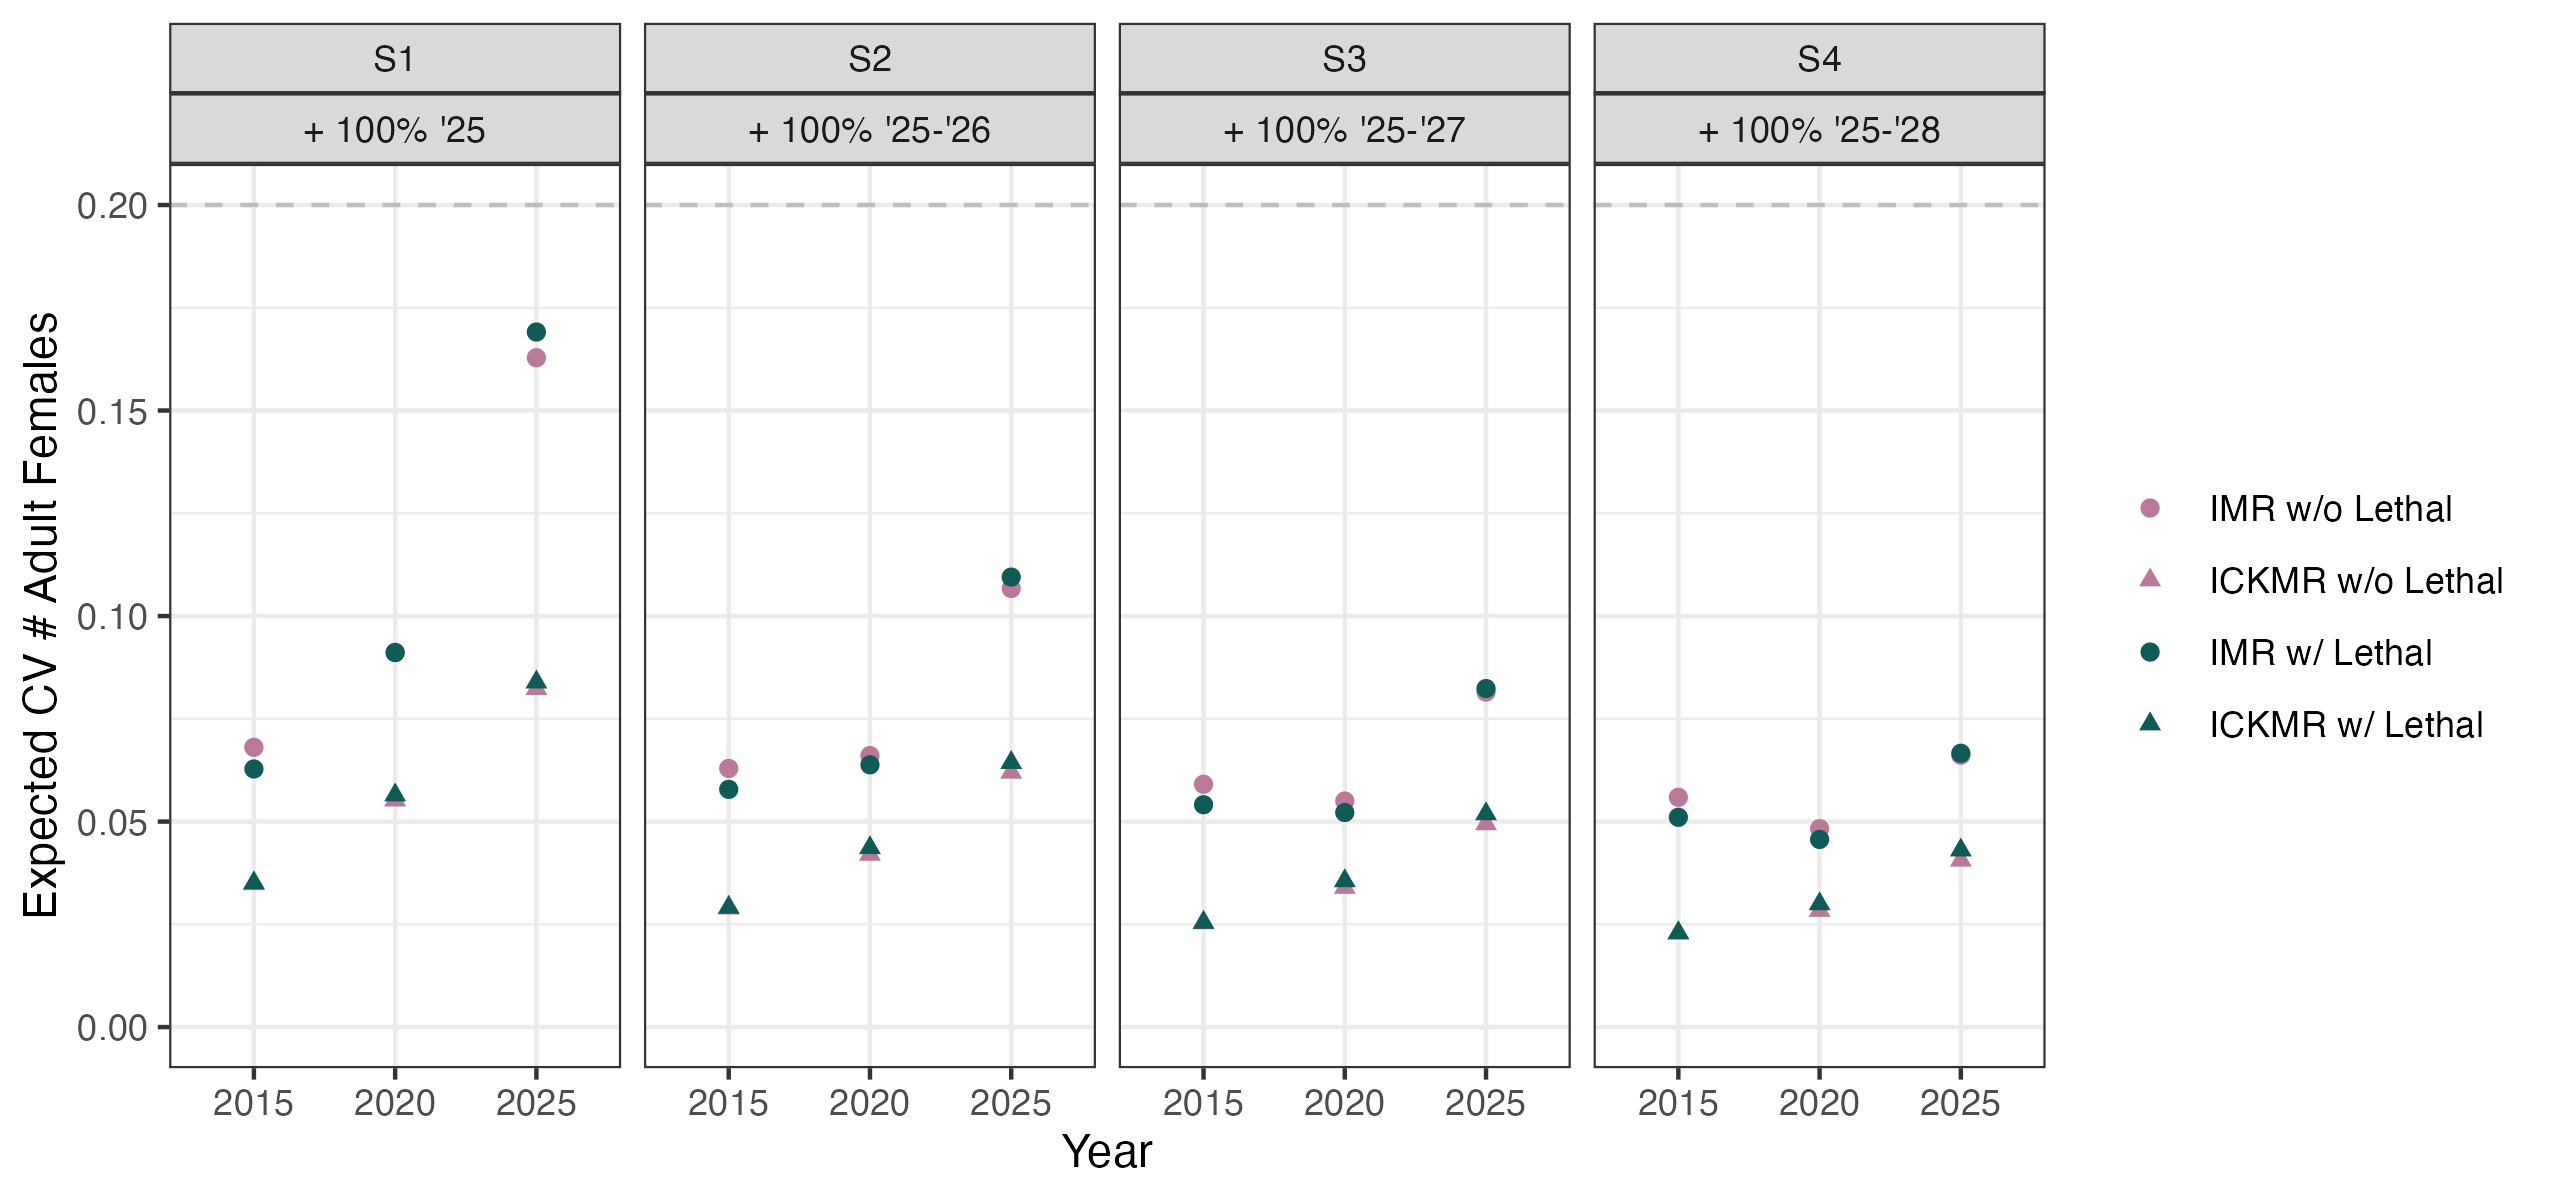 S1 S2 S3 S4
+ 100% '25 + 100% '25-'26 + 100% '25-'27 + 100% '25-'28
Expected CV # Adult Females
0.20
0.15
0.10
0.05
0.00
2015 2020 2025 2015 2020 2025 2015 2020 2025 2015 2020 2025
Year
IMR w/o Lethal
ICKMR w/o Lethal
IMR w/ Lethal
ICKMR w/ Lethal